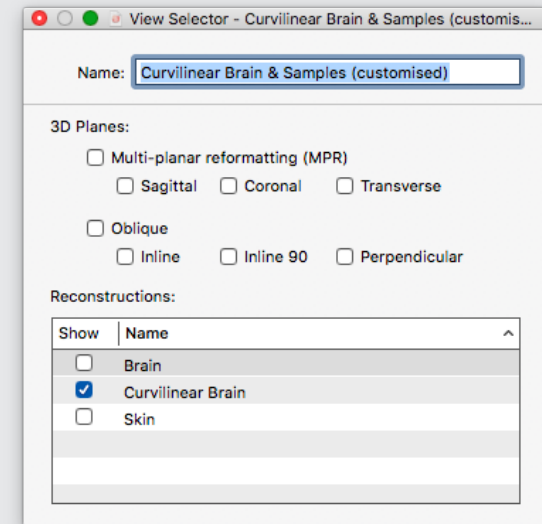 View Selector - Curvilinear Brain & Samples (customis...
Name: Curvilinear Brain & Samples (customised)
3D Planes:
Multi-planar reformatting (MPR)
Sagittal Coronal Transverse
Oblique
Inline Inline 90 Perpendicular
Reconstructions:
Show Name
Brain
Curvilinear Brain
Skin